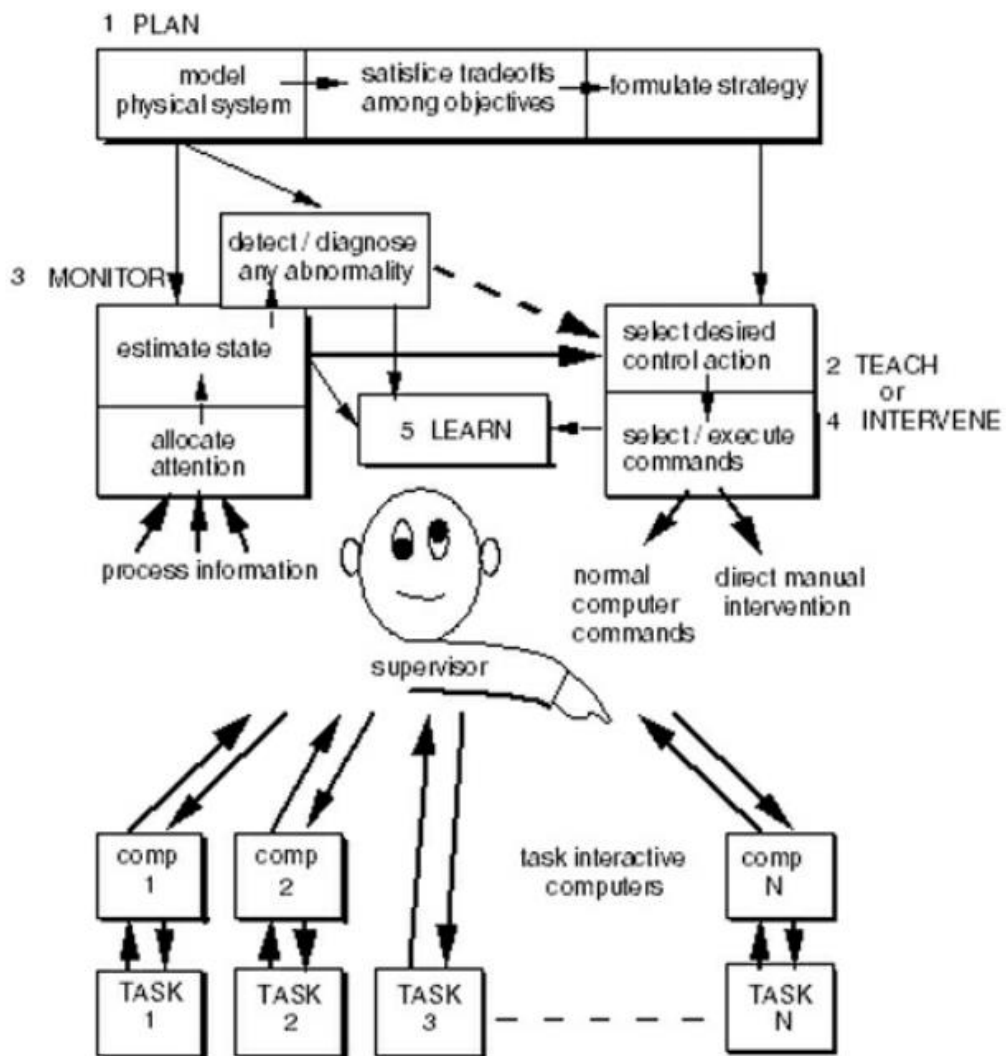 1 PLAN
model
physical system
satisfice tradeoffs
among objectives
formulate strategy
detect / diagnose
any abnormality
3 MONITOR
estimate state
allocate
attention
process information
5 LEARN
select desired
control action
select / execute
commands
2 TEACH
or
4 INTERVENE
normal
computer
commands
direct manual
intervention
supervisor
comp
1
comp
2
task interactive
computers
comp
N
TASK
1
TASK
2
TASK
3
TASK
N